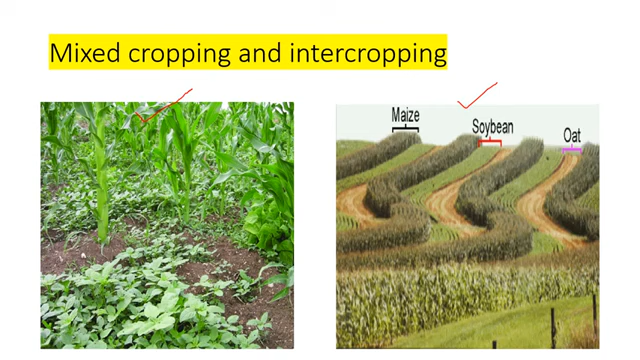 Mixed cropping and intercropping
Maize
Soybean
Oat